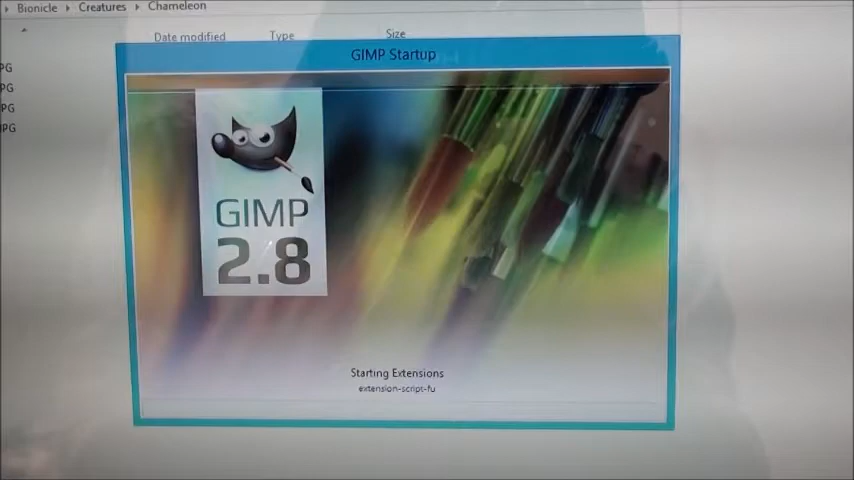 Bionicle Creatures Chameleon
Date modified Type Size
GIMP Startup
PG
PG
PG
JPG
GIMP
2.8
Starting Extensions
extension-script-fu